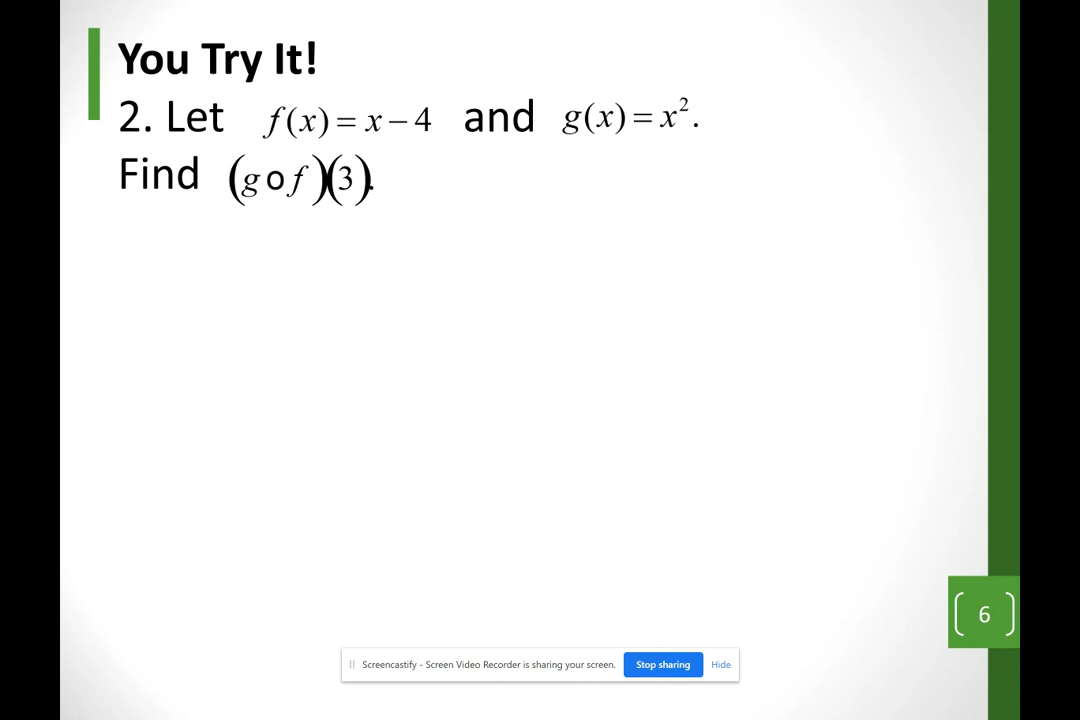 You Try It!
2. Let f(x) = x − 4 and g(x) = x².
Find (g o f)(3).
6
Screencastify - Screen Video Recorder is sharing your screen. Stop sharing Hide